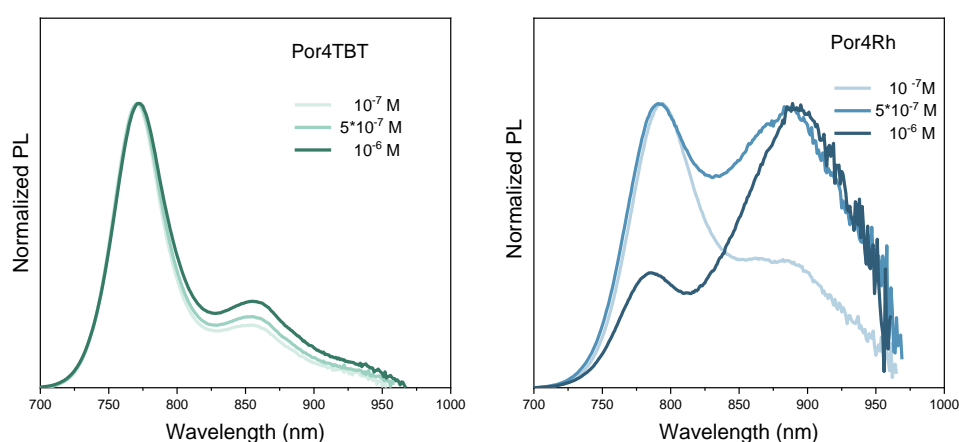 Normalized PL
Por4TBT
10⁻⁷ M
5*10⁻⁷ M
10⁻⁶ M
700 750 800 850 900 950 1000
Wavelength (nm)
Normalized PL
Por4Rh
10 ⁻⁷M
5*10⁻⁷ M
10⁻⁶ M
700 750 800 850 900 950 1000
Wavelength (nm)